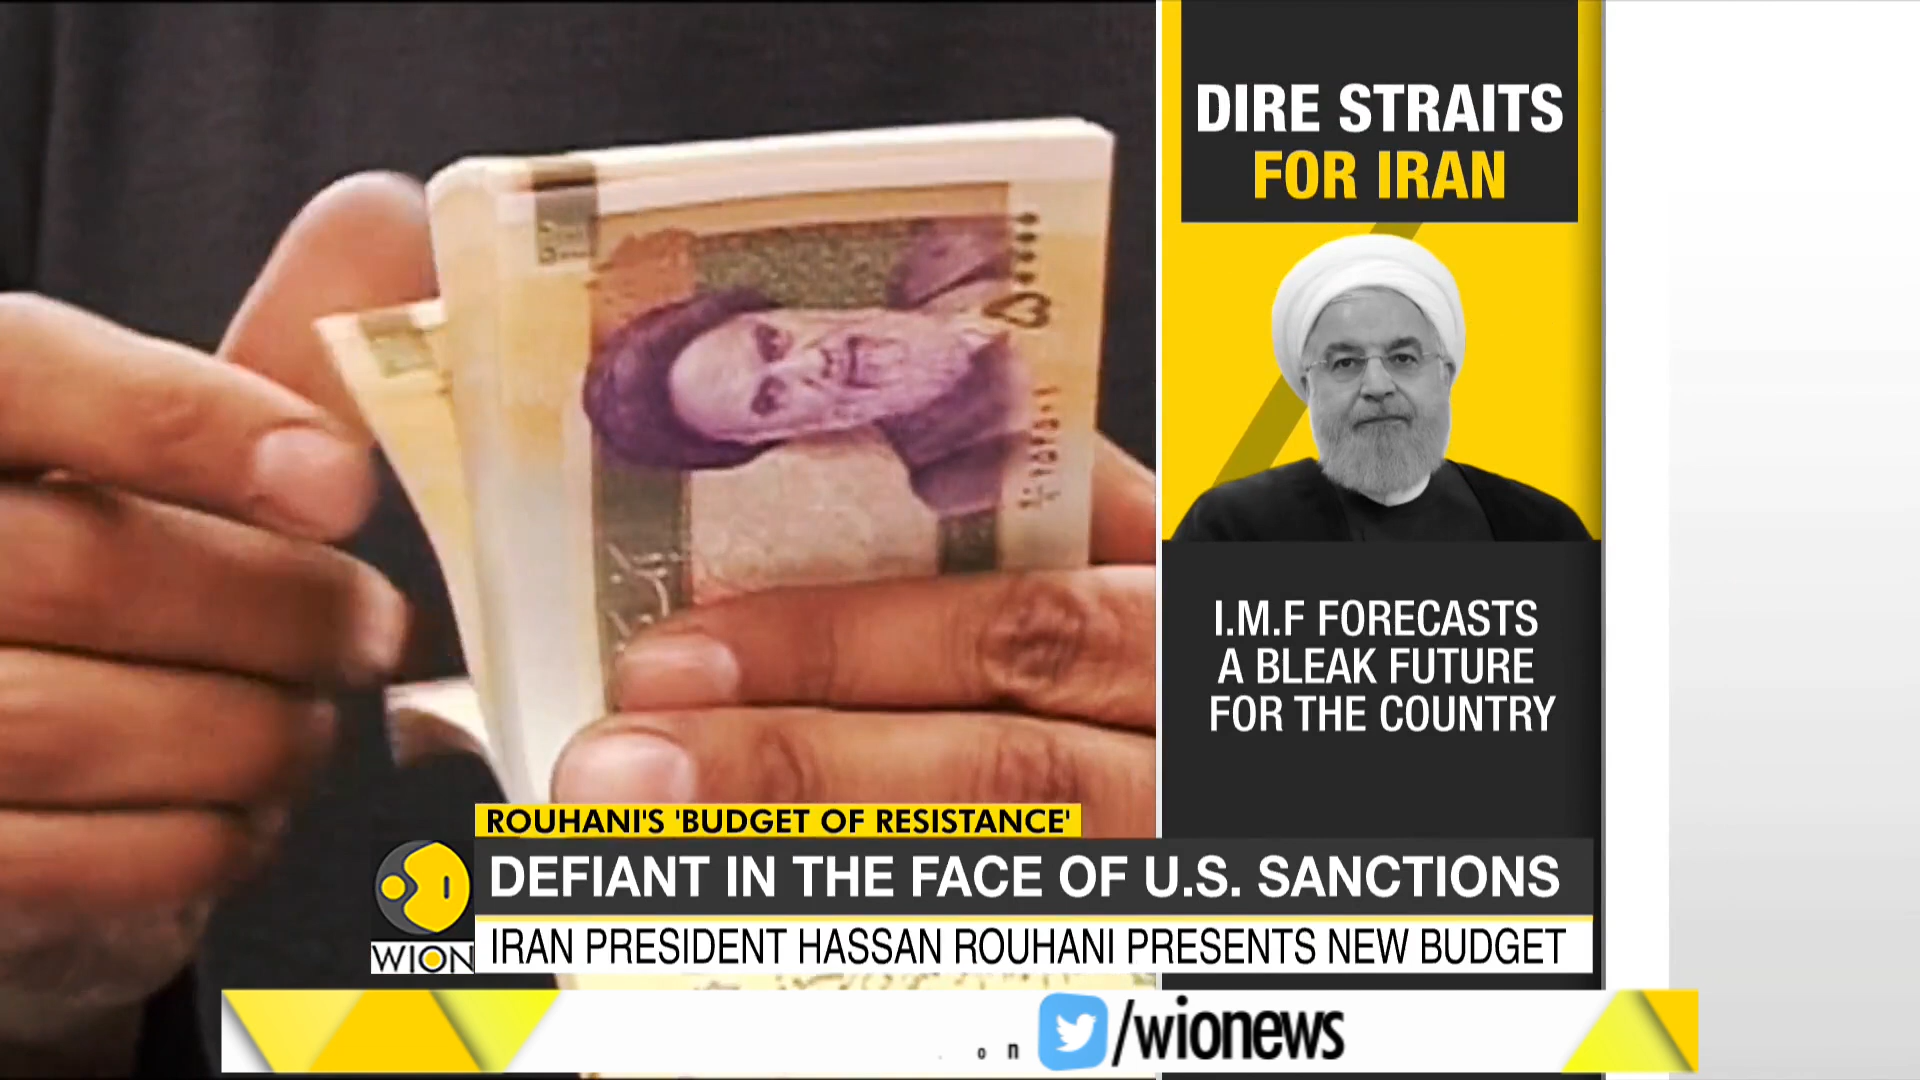 DIRE STRAITS
FOR IRAN
I.M.F FORECASTS
A BLEAK FUTURE
FOR THE COUNTRY
ROUHANI'S 'BUDGET OF RESISTANCE'
DEFIANT IN THE FACE OF U.S. SANCTIONS
IRAN PRESIDENT HASSAN ROUHANI PRESENTS NEW BUDGET
WION
on /wionews